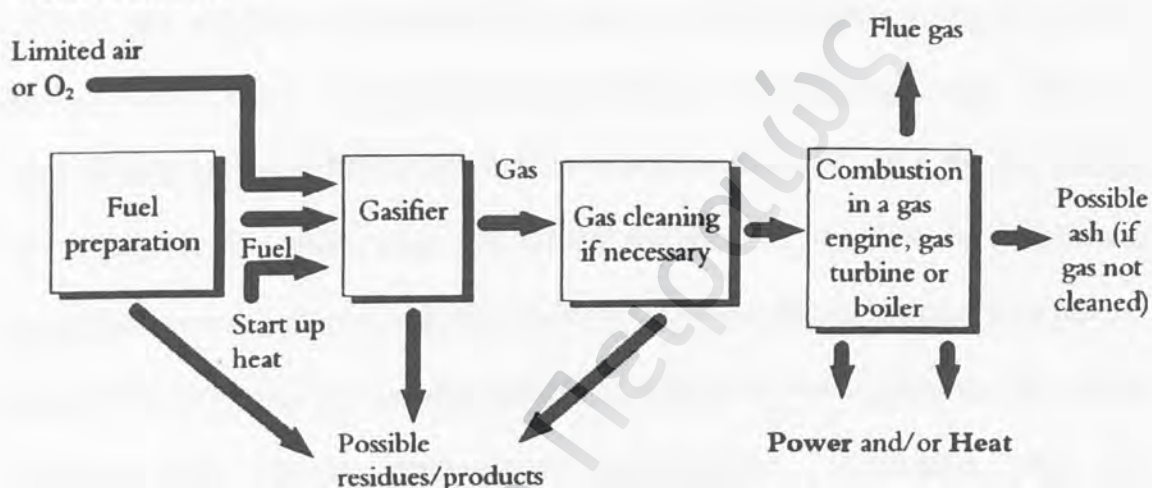 Limited air
or O₂
Flue gas
Fuel
preparation
Fuel
Start up
heat
Gasifier
Gas
Gas cleaning
if necessary
Combustion
in a gas
engine, gas
turbine or
boiler
Possible
ash (if
gas not
cleaned)
Possible
residues/products
Power and/or Heat
Πειραιώς